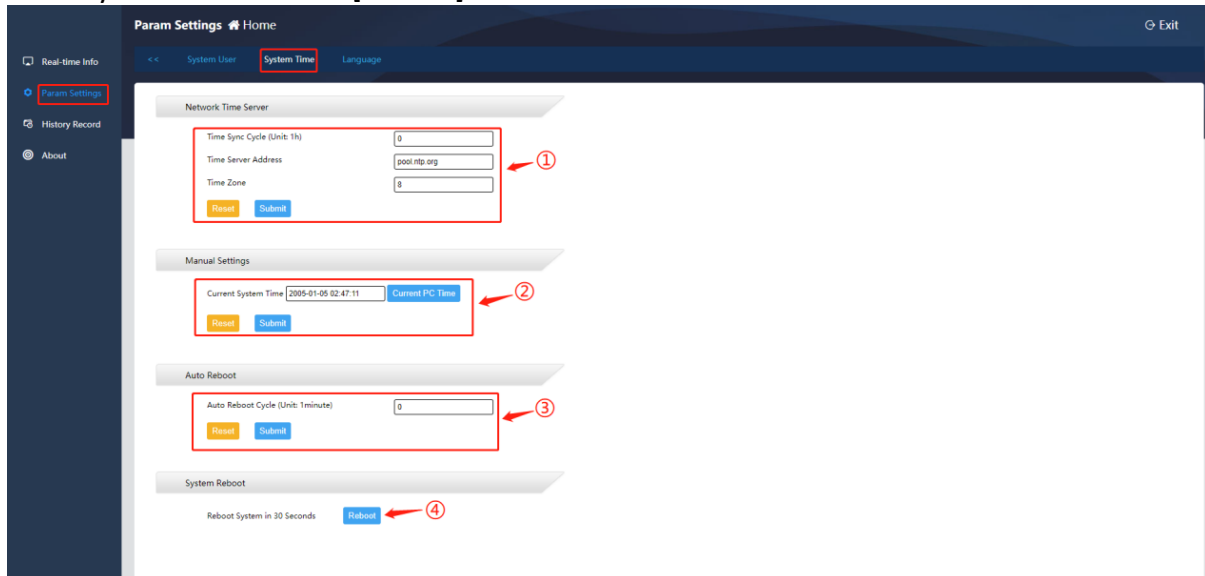 Param Settings Home
Exit
Real-time Info
Param Settings
History Record
About
<< System User System Time Language
Network Time Server
Time Sync Cycle (Unit: 1h) 0
Time Server Address pool.ntp.org
①
Time Zone 8
Reset Submit
Manual Settings
Current System Time 2005-01-05 02:47:11 Current PC Time
②
Reset Submit
Auto Reboot
Auto Reboot Cycle (Unit: 1minute) 0
③
Reset Submit
System Reboot
Reboot System in 30 Seconds Reboot
④